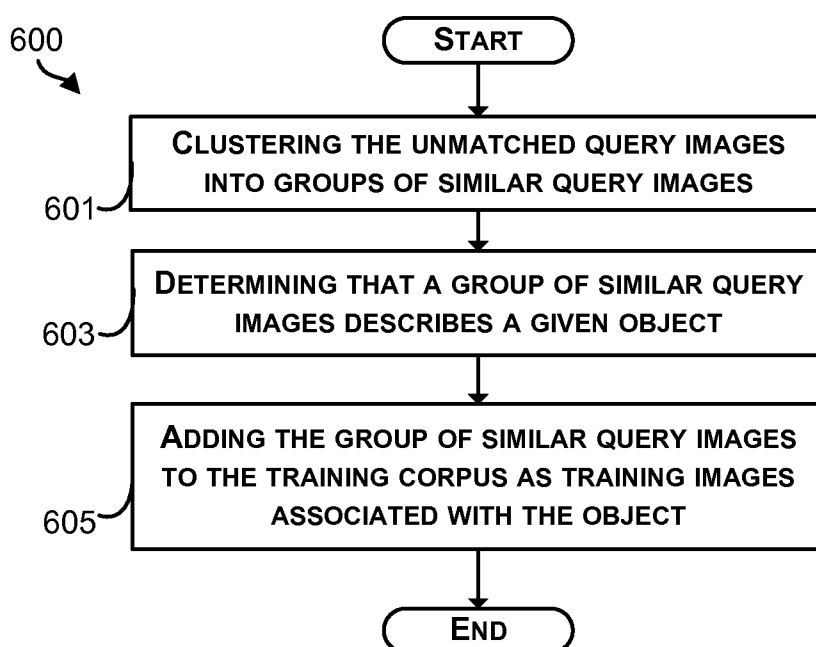 600
START
CLUSTERING THE UNMATCHED QUERY IMAGES
INTO GROUPS OF SIMILAR QUERY IMAGES
601
DETERMINING THAT A GROUP OF SIMILAR QUERY
IMAGES DESCRIBES A GIVEN OBJECT
603
ADDING THE GROUP OF SIMILAR QUERY IMAGES
TO THE TRAINING CORPUS AS TRAINING IMAGES
ASSOCIATED WITH THE OBJECT
605
END